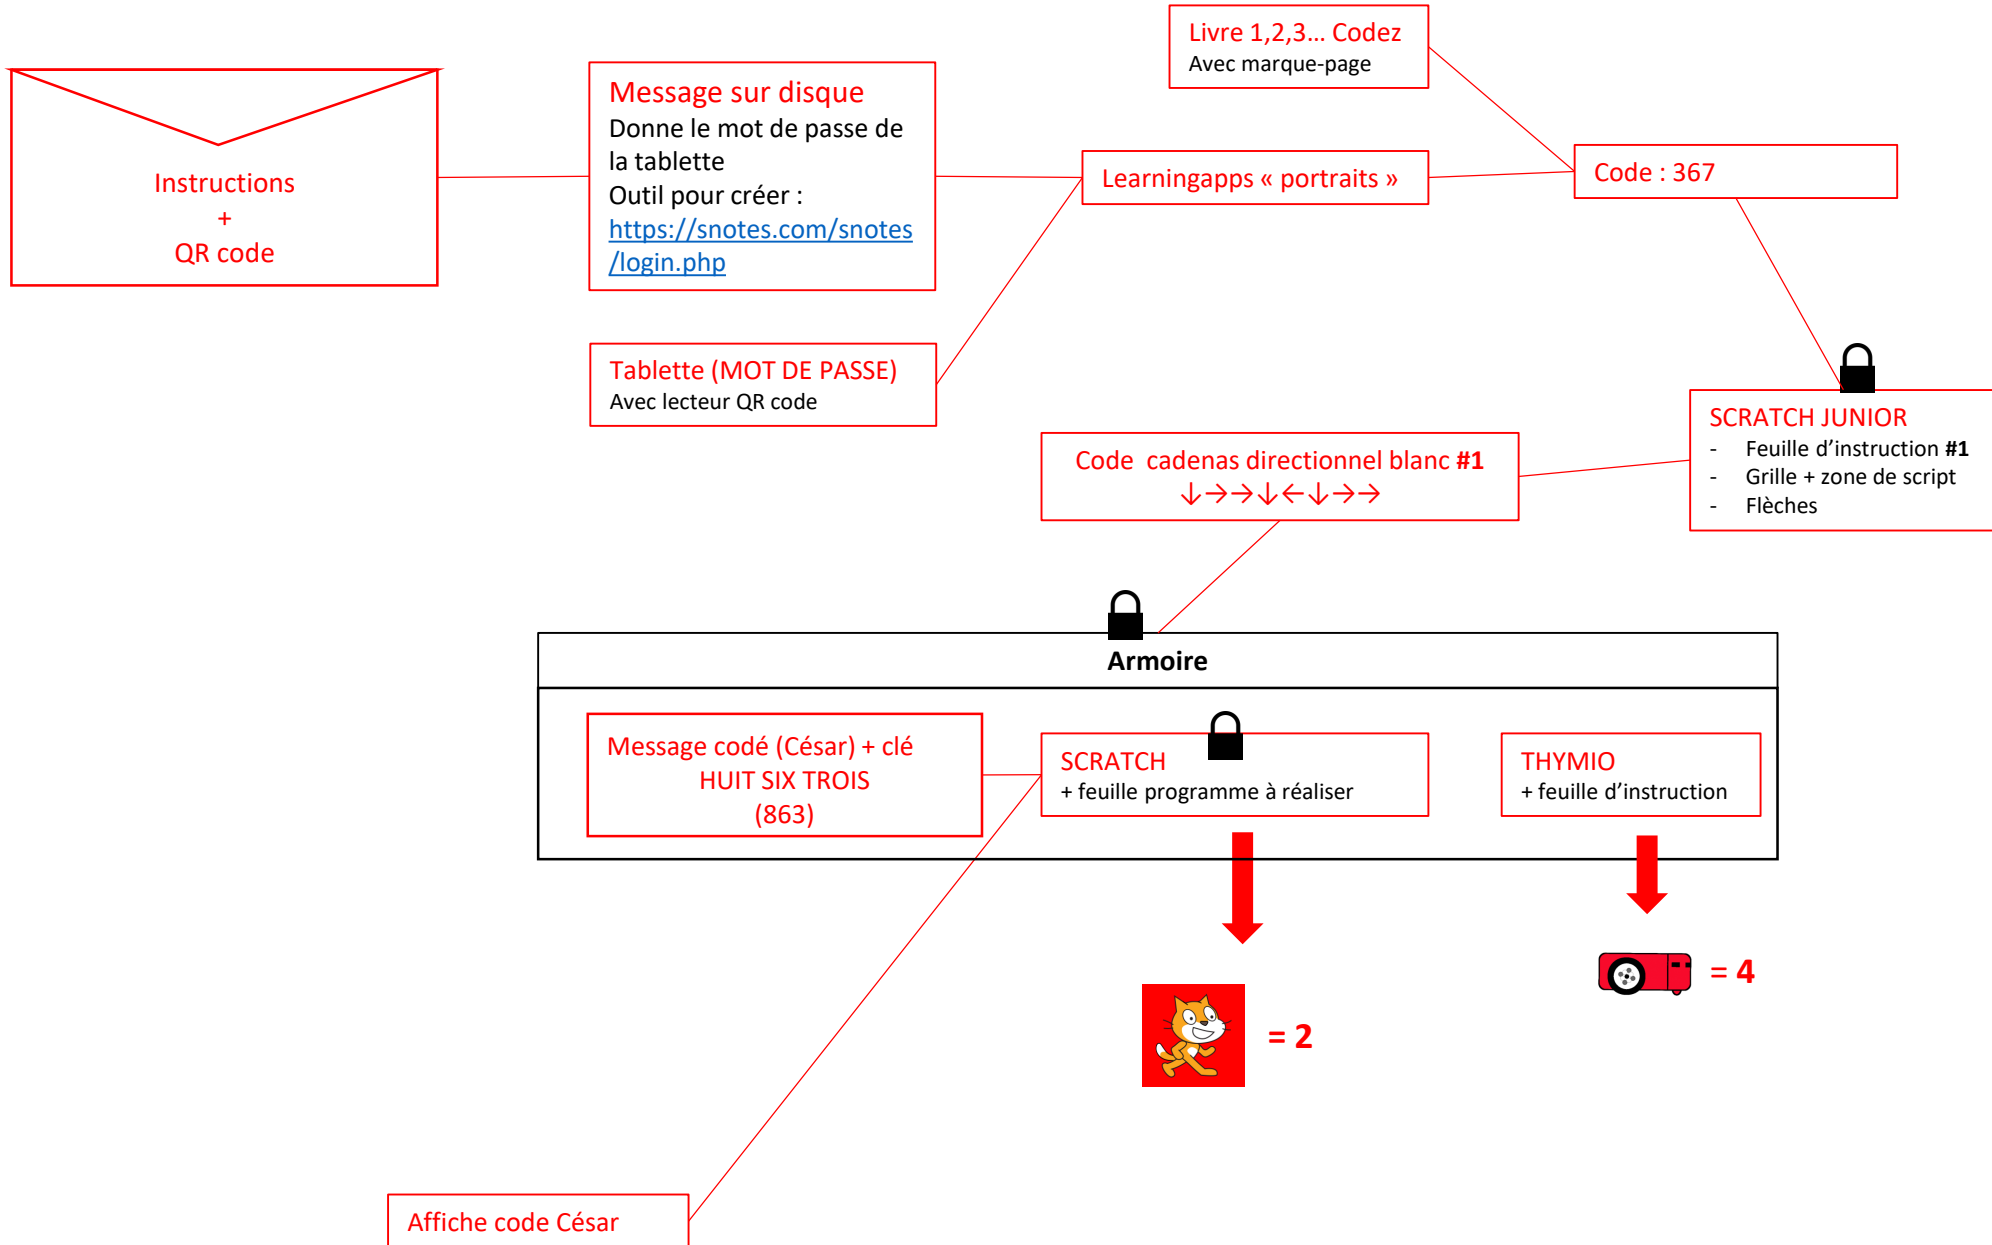 Livre 1,2,3... Codez
Avec marque-page
Instructions
+
QR code
Message sur disque
Donne le mot de passe de
la tablette
Outil pour créer :
https://snotes.com/snotes
/login.php
Learningapps « portraits »
Code : 367
Tablette (MOT DE PASSE)
Avec lecteur QR code
SCRATCH JUNIOR
- Feuille d’instruction #1
- Grille + zone de script
- Flèches
Code cadenas directionnel blanc #1
↓→→↓←↓→→
Armoire
Message codé (César) + clé
HUIT SIX TROIS
(863)
SCRATCH
+ feuille programme à réaliser
THYMIO
+ feuille d’instruction
= 4
= 2
Affiche code César